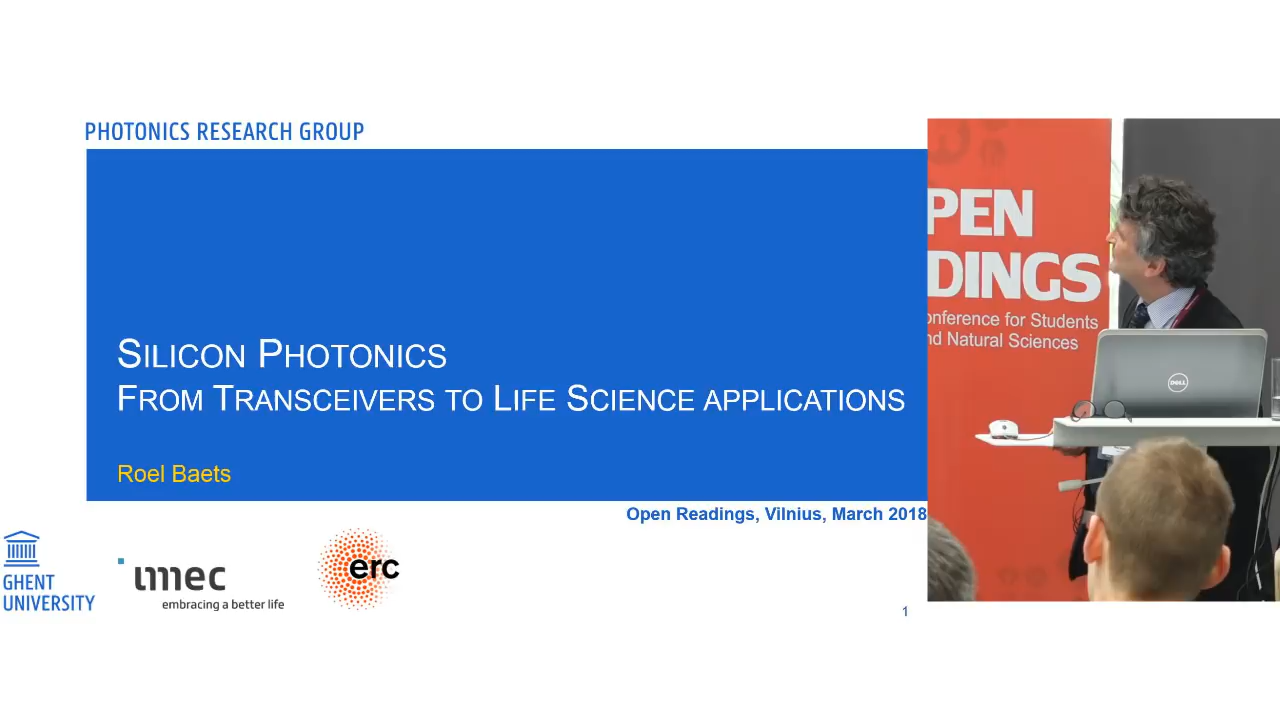 PHOTONICS RESEARCH GROUP
SILICON PHOTONICS
FROM TRANSCEIVERS TO LIFE SCIENCE APPLICATIONS
Roel Baets
Open Readings, Vilnius, March 2018
GHENT
UNIVERSITY
imec
embracing a better life
erc
1
PEN
DINGS
onference for Students
nd Natural Sciences
DELL